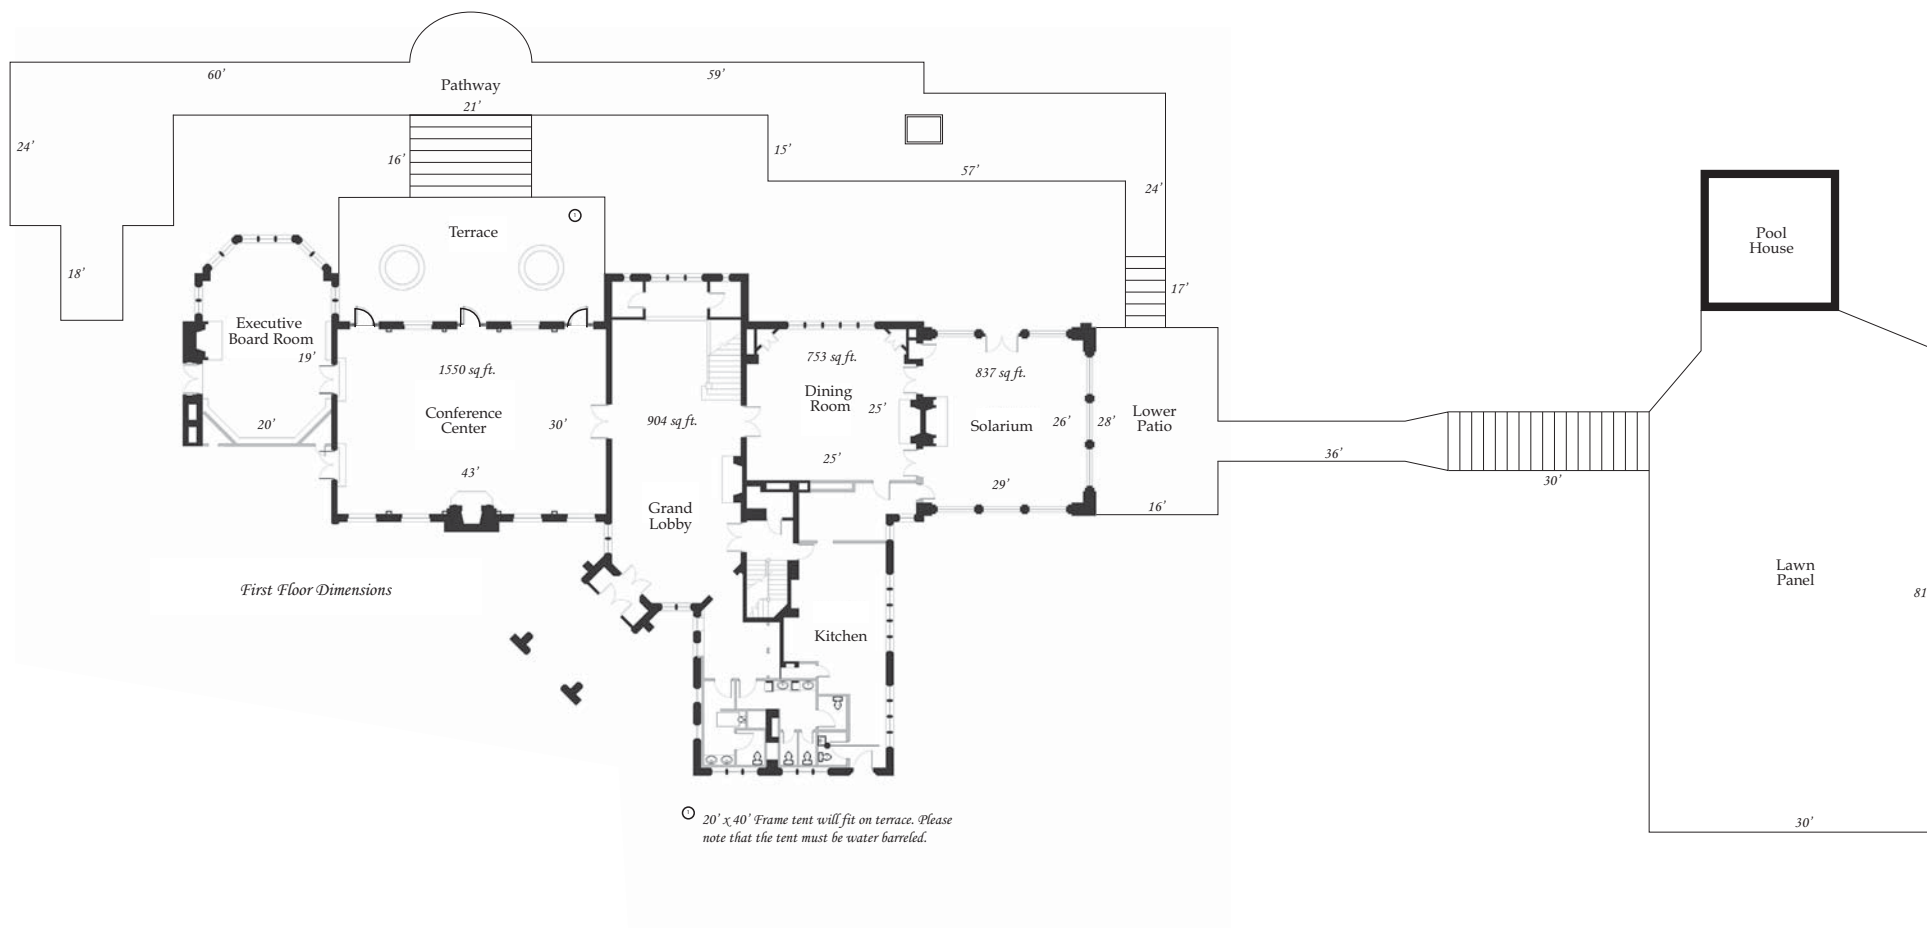 60’
59’
Pathway
21’
24’
16’
15’
57’
24’
18’
Terrace
1
17’
Pool
House
Executive
Board Room
19’
20’
1550 sq ft.
Conference
Center
30’
43’
904 sq ft.
Grand
Lobby
753 sq ft.
Dining
Room
25’
25’
837 sq ft.
Solarium
26’
29’
28’
Lower
Patio
16’
36’
30’
Lawn
Panel
81
30’
First Floor Dimensions
Kitchen
1
20’ x 40’ Frame tent will fit on terrace. Please
note that the tent must be water barreled.